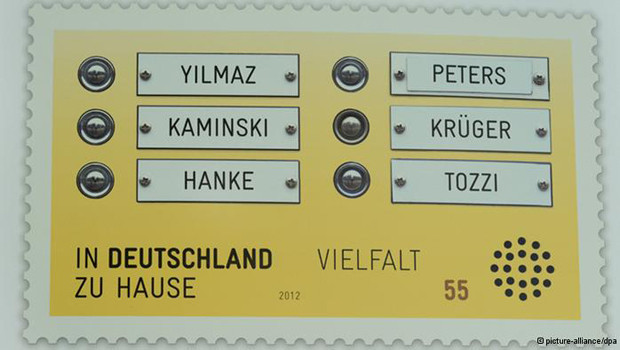 YILMAZ PETERS
KAMINSKI KRÜGER
HANKE TOZZI
IN DEUTSCHLAND VIELFALT
ZU HAUSE 2012 55
© picture-alliance/dpa